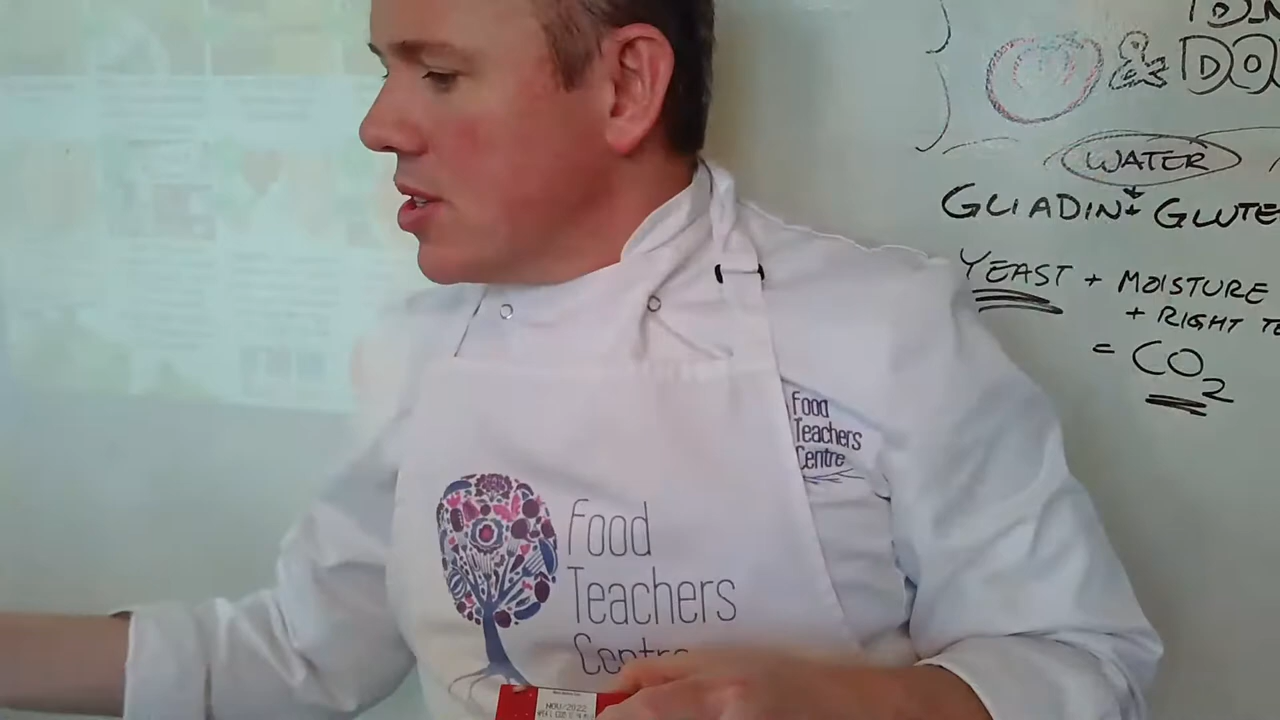 & DO
WATER
GLIADIN + GLUTE
YEAST + MOISTURE
+ RIGHT TE
= CO2
Food
Teachers
Centre
Food
Teachers
Centre
NOV/2022